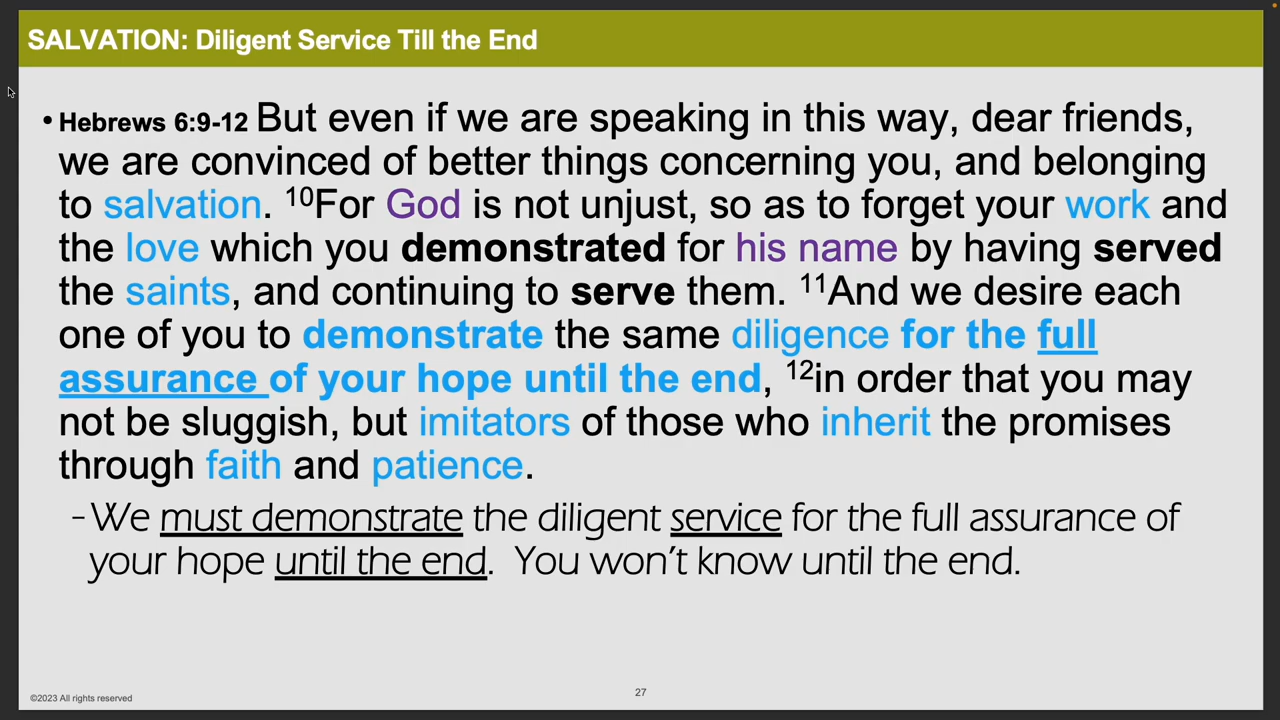 SALVATION: Diligent Service Till the End
• Hebrews 6:9-12 But even if we are speaking in this way, dear friends,
we are convinced of better things concerning you, and belonging
to salvation. ¹⁰For God is not unjust, so as to forget your work and
the love which you demonstrated for his name by having served
the saints, and continuing to serve them. ¹¹And we desire each
one of you to demonstrate the same diligence for the full
assurance of your hope until the end, ¹²in order that you may
not be sluggish, but imitators of those who inherit the promises
through faith and patience.
–We must demonstrate the diligent service for the full assurance of
your hope until the end. You won't know until the end.
©2023 All rights reserved
27